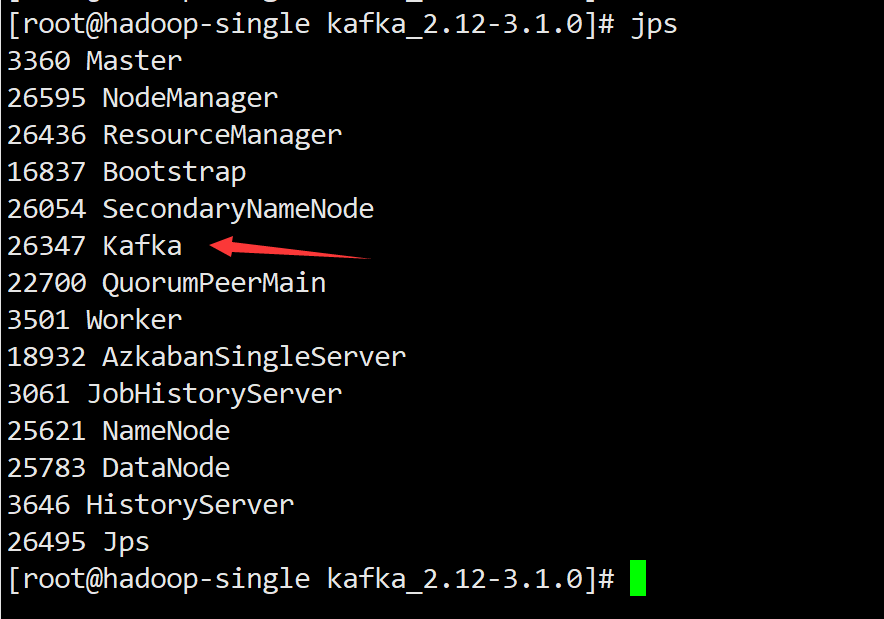 [root@hadoop-single kafka_2.12-3.1.0]# jps
3360 Master
26595 NodeManager
26436 ResourceManager
16837 Bootstrap
26054 SecondaryNameNode
26347 Kafka
22700 QuorumPeerMain
3501 Worker
18932 AzkabanSingleServer
3061 JobHistoryServer
25621 NameNode
25783 DataNode
3646 HistoryServer
26495 Jps
[root@hadoop-single kafka_2.12-3.1.0]#